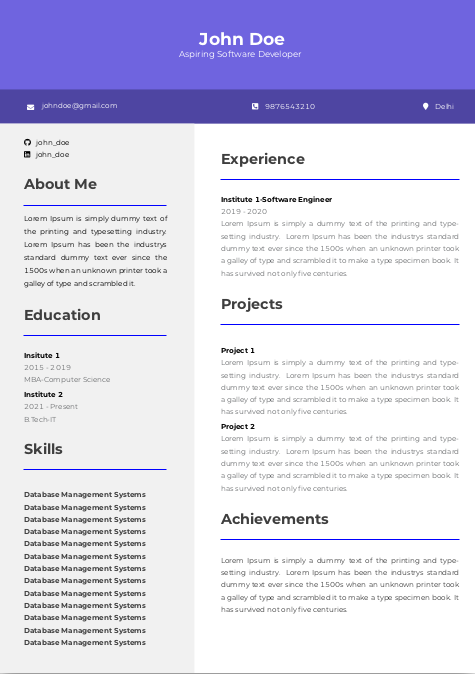 John Doe
Aspiring Software Developer
johndoe@gmail.com
9876543210
Delhi
john_doe
john_doe
About Me
Lorem Ipsum is simply dummy text of
the printing and typesetting industry.
Lorem Ipsum has been the industrys
standard dummy text ever since the
1500s when an unknown printer took a
galley of type and scrambled it.
Education
Insitute 1
2015 - 2019
MBA-Computer Science
Institute 2
2021 - Present
B.Tech-IT
Skills
Database Management Systems
Database Management Systems
Database Management Systems
Database Management Systems
Database Management Systems
Database Management Systems
Database Management Systems
Database Management Systems
Database Management Systems
Database Management Systems
Database Management Systems
Database Management Systems
Database Management Systems
Experience
Institute 1-Software Engineer
2019 - 2020
Lorem Ipsum is simply dummy text of the printing and type-
setting industry. Lorem Ipsum has been the industrys standard
dummy text ever since the 1500s when an unknown printer took
a galley of type and scrambled it to make a type specimen book. It
has survived not only five centuries.
Projects
Project 1
Lorem Ipsum is simply dummy text of the printing and type-
setting industry. Lorem Ipsum has been the industrys standard
dummy text ever since the 1500s when an unknown printer took
a galley of type and scrambled it to make a type specimen book. It
has survived not only five centuries.
Project 2
Lorem Ipsum is simply dummy text of the printing and type-
setting industry. Lorem Ipsum has been the industrys standard
dummy text ever since the 1500s when an unknown printer took
a galley of type and scrambled it to make a type specimen book. It
has survived not only five centuries.
Achievements
Lorem Ipsum is simply dummy text of the printing and type-
setting industry. Lorem Ipsum has been the industrys standard
dummy text ever since the 1500s when an unknown printer took
a galley of type and scrambled it to make a type specimen book. It
has survived not only five centuries.